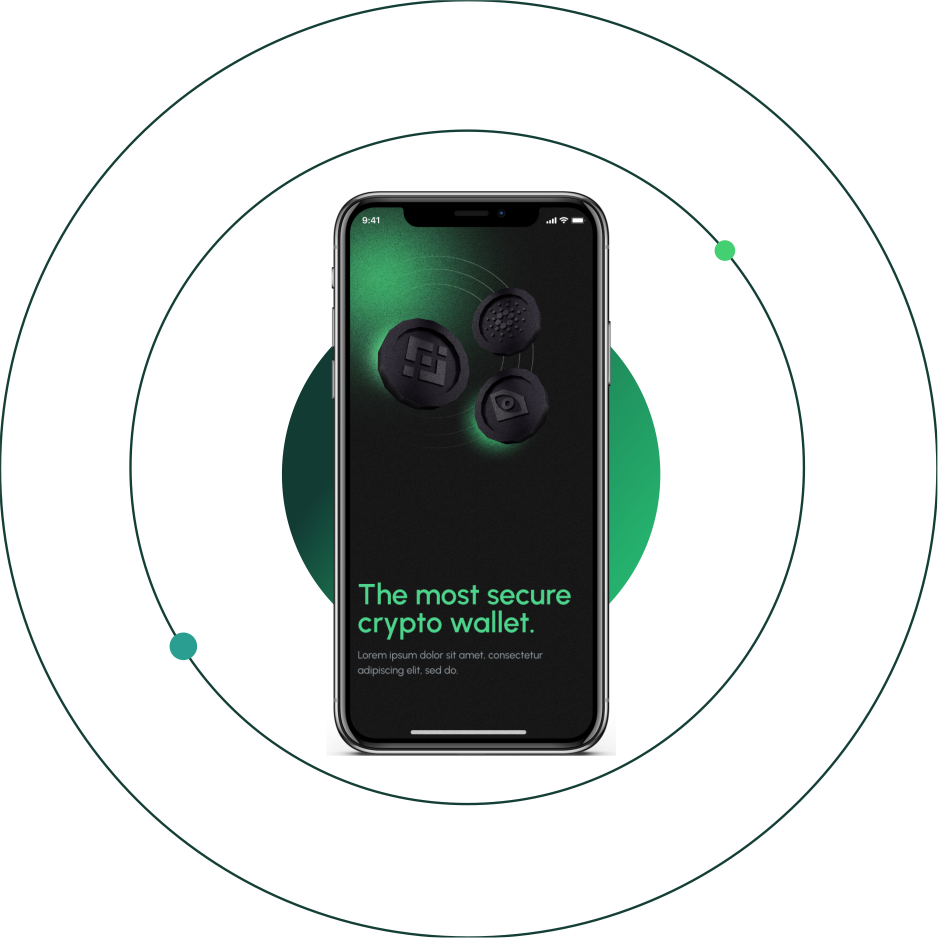 9:41
The most secure
crypto wallet.
Lorem ipsum dolor sit amet, consectetur
adipiscing elit, sed do.